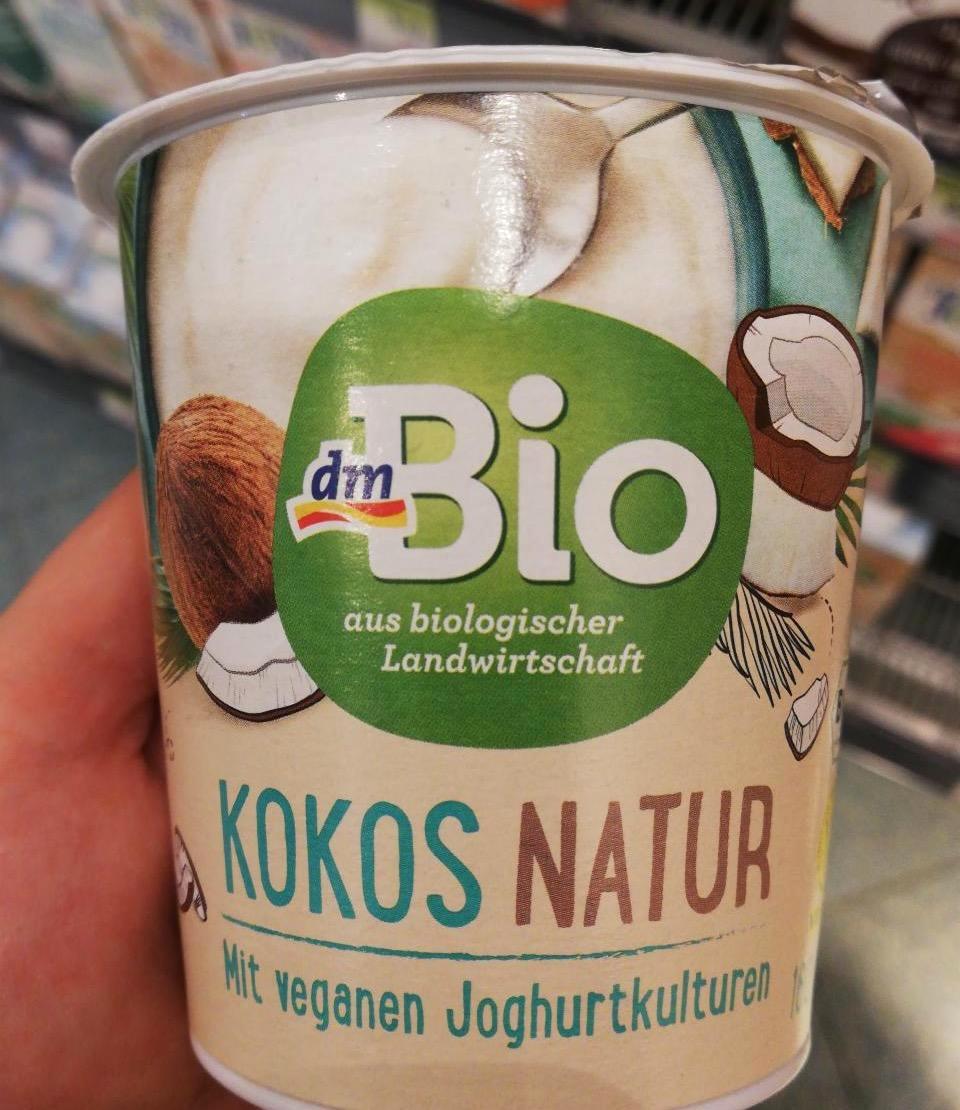 dm
Bio
aus biologischer
Landwirtschaft
KOKOS NATUR
Mit veganen Joghurtkulturen